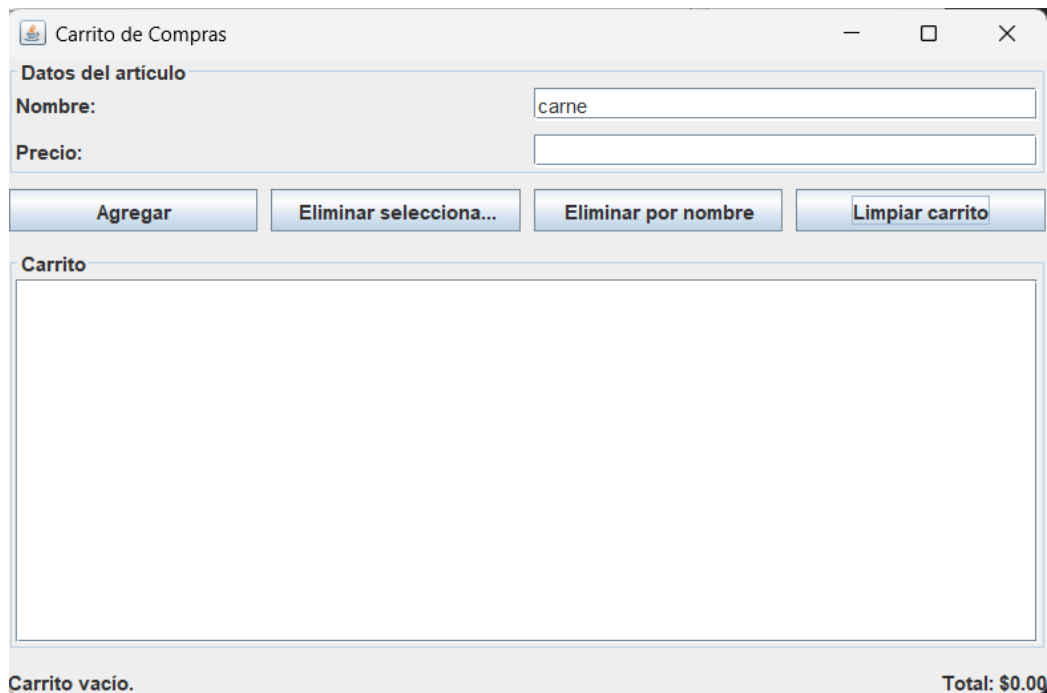 Carrito de Compras
Datos del artículo
Nombre: carne
Precio:
Agregar Eliminar selecciona... Eliminar por nombre Limpiar carrito
Carrito
Carrito vacío. Total: $0.00